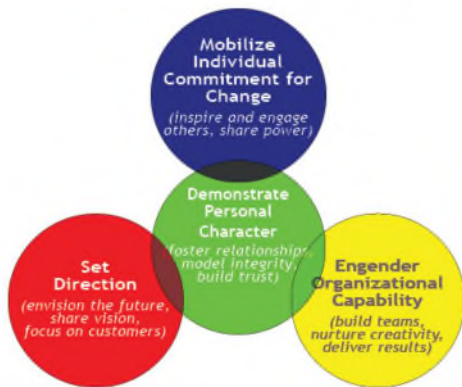 Mobilize
Individual
Commitment for
Change
(inspire and engage
others, share power)
Demonstrate
Personal
Character
(foster relationships,
model integrity,
build trust)
Set
Direction
(envision the future,
share vision,
focus on customers)
Engender
Organizational
Capability
(build teams,
nurture creativity,
deliver results)